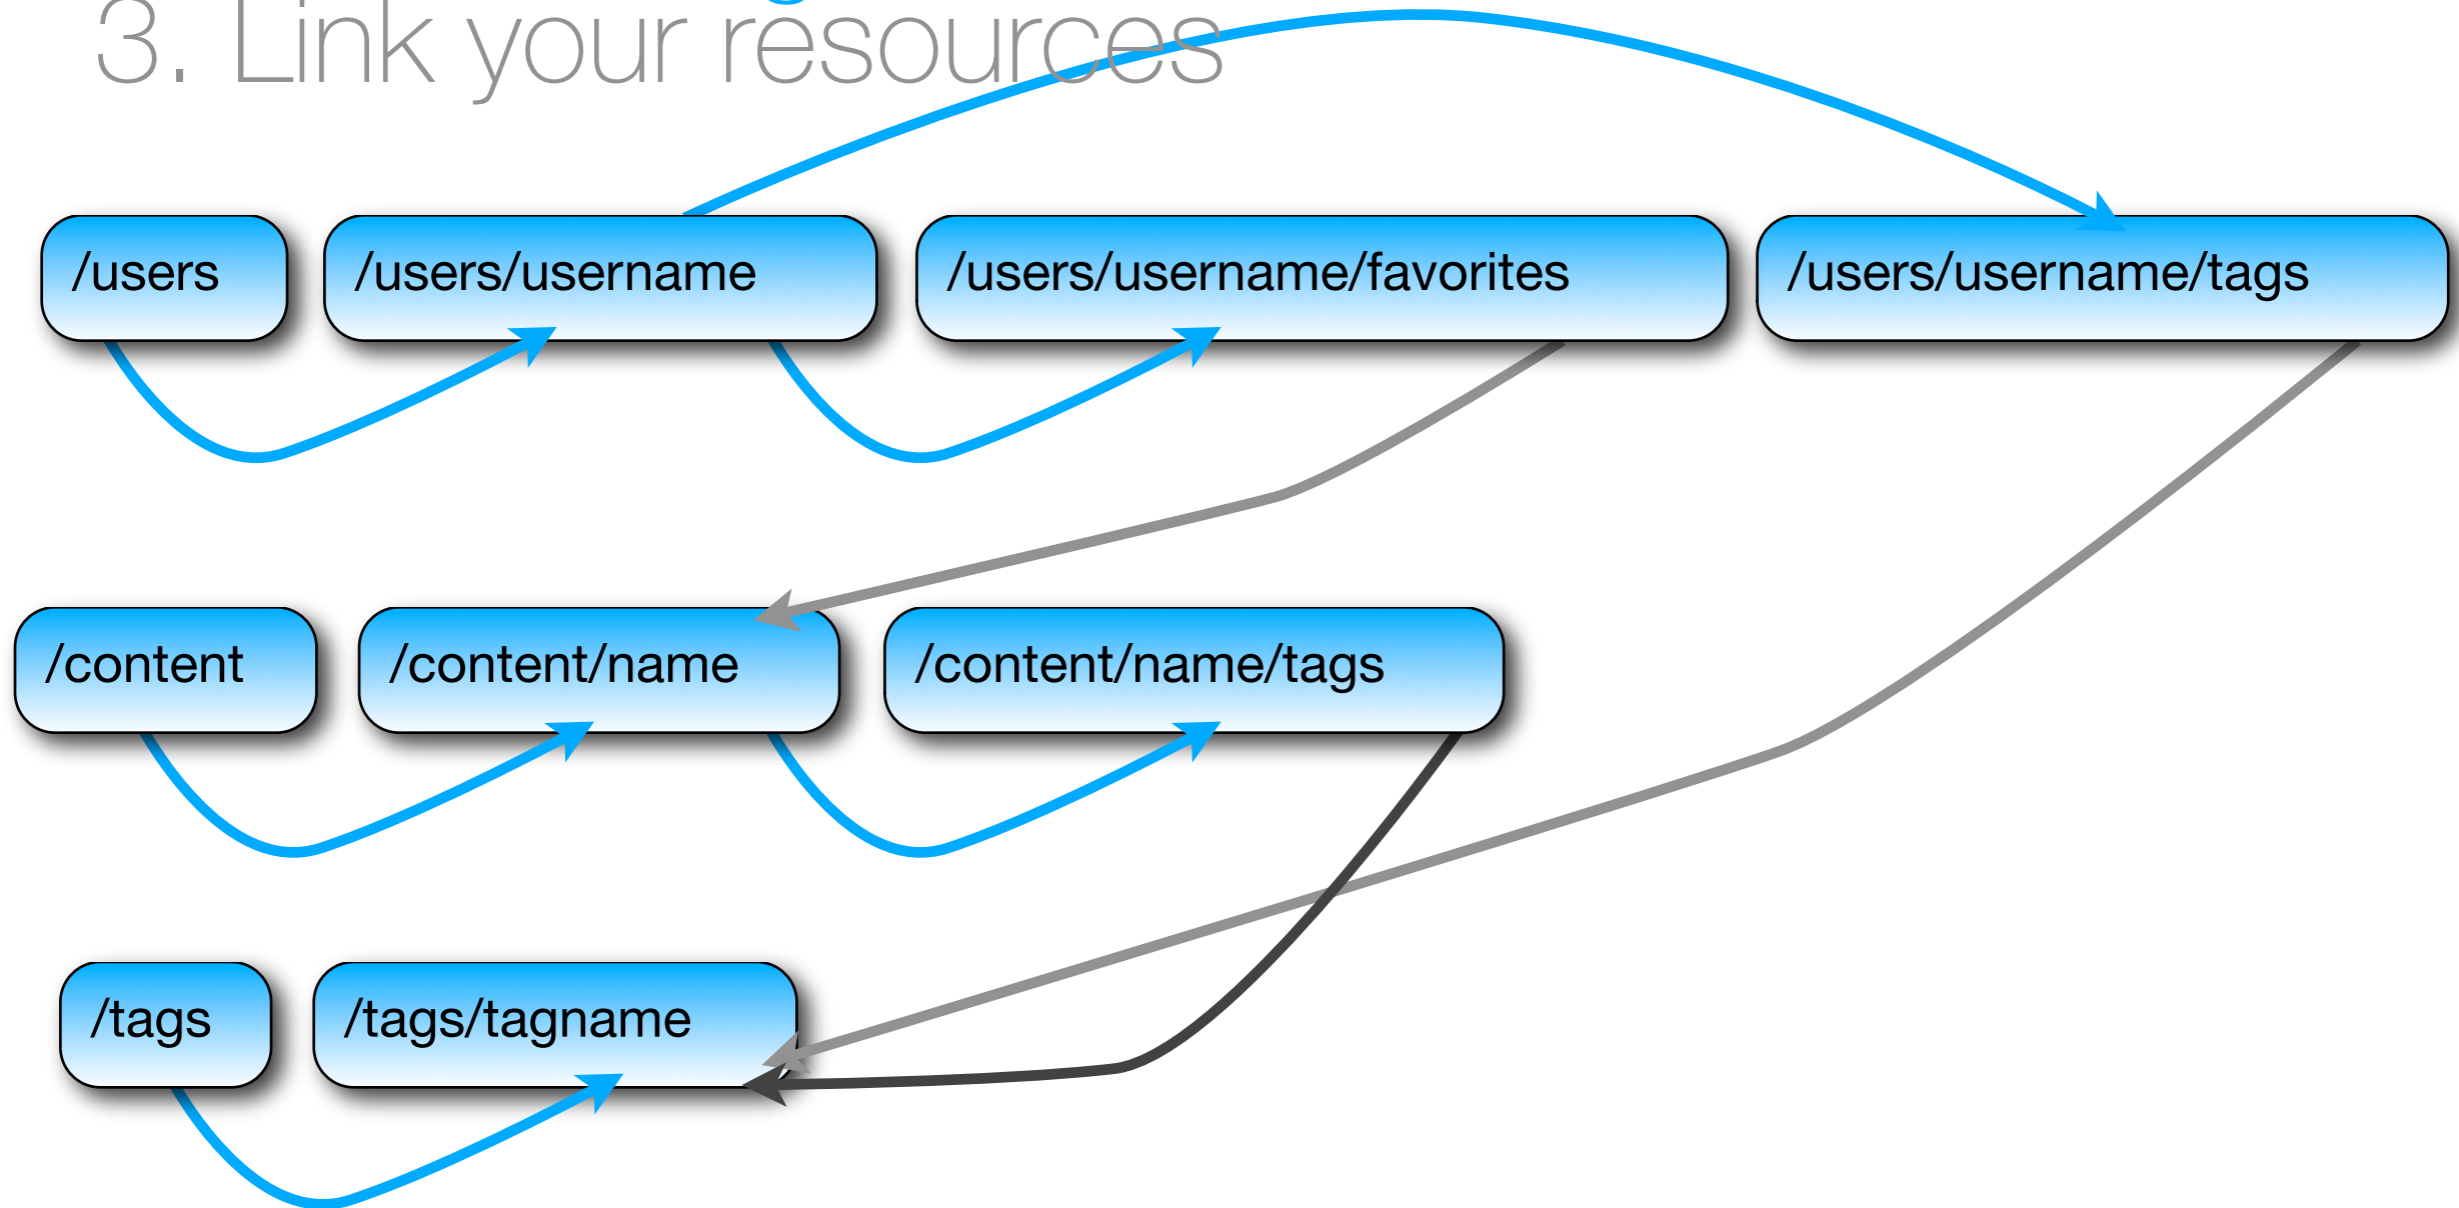 3. Link your resources
/users
/users/username
/users/username/favorites
/users/username/tags
/content
/content/name
/content/name/tags
/tags
/tags/tagname